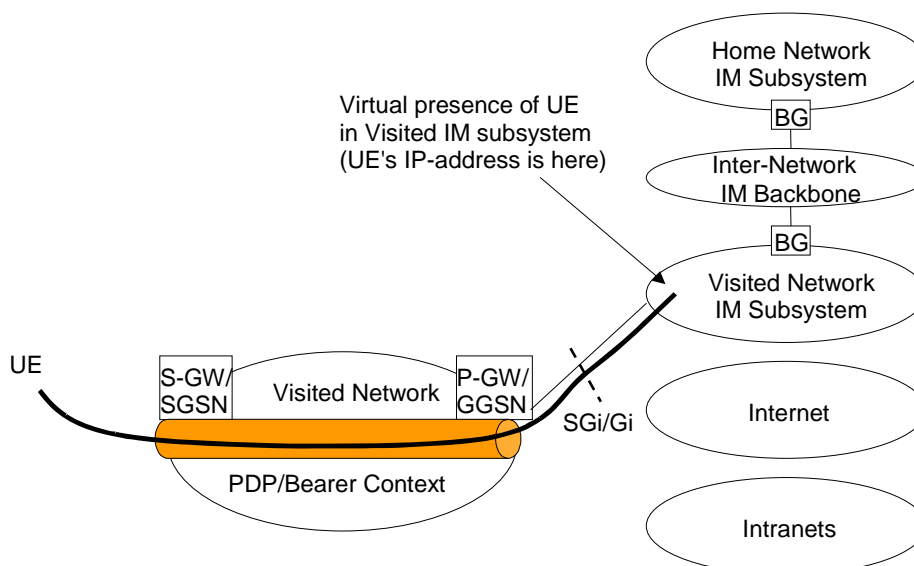 Home Network
IM Subsystem
BG
Virtual presence of UE
in Visited IM subsystem
(UE's IP-address is here)
Inter-Network
IM Backbone
BG
Visited Network
IM Subsystem
UE
S-GW/
SGSN
Visited Network
P-GW/
GGSN
SGi/Gi
Internet
PDP/Bearer Context
Intranets